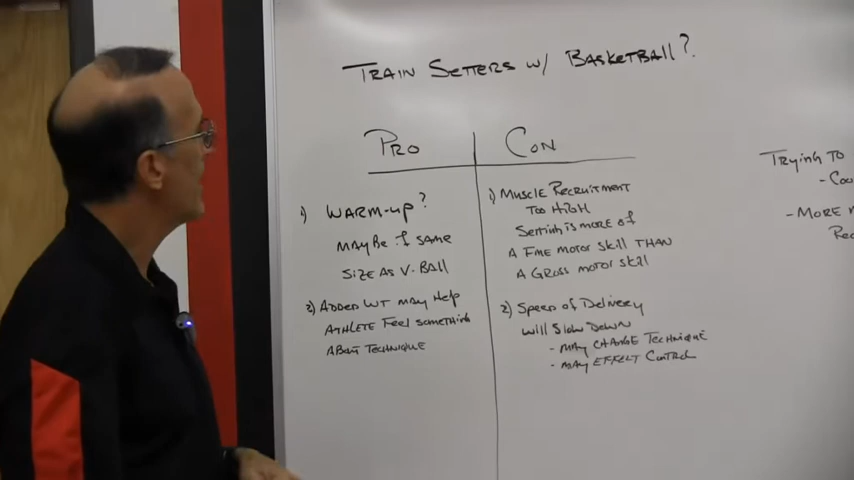 TRAIN SETTERS W/ BASKETBALL?
PRO
1) WARM-UP?
MAYBE if SAME
SIZE AS V. BALL
2) ADDED WT MAY HELP
ATHLETE FEEL SOMETHING
ABOUT TECHNIQUE
CON
1) MUSCLE RECRUITMENT
TOO HIGH
SETTING IS MORE of
A FINE MOTOR SKILL THAN
A GROSS MOTOR SKILL
2) SPEED OF DELIVERY
WILL SLOW DOWN
- MAY CHANGE TECHNIQUE
- MAY EFFECT CONTROL
TRYING TO
- MORE